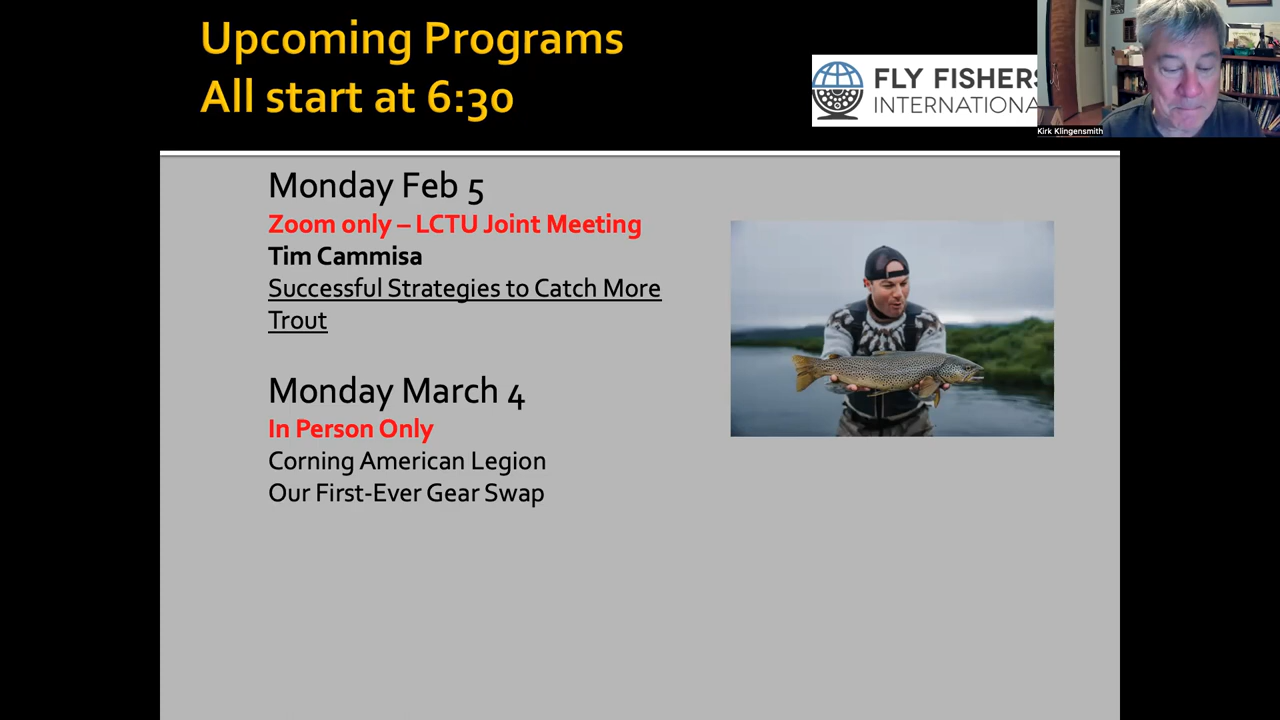 Upcoming Programs
All start at 6:30
FLY FISHERS
INTERNATIONA
Kirk Klingensmith
Monday Feb 5
Zoom only – LCTU Joint Meeting
Tim Cammisa
Successful Strategies to Catch More
Trout
Monday March 4
In Person Only
Corning American Legion
Our First-Ever Gear Swap